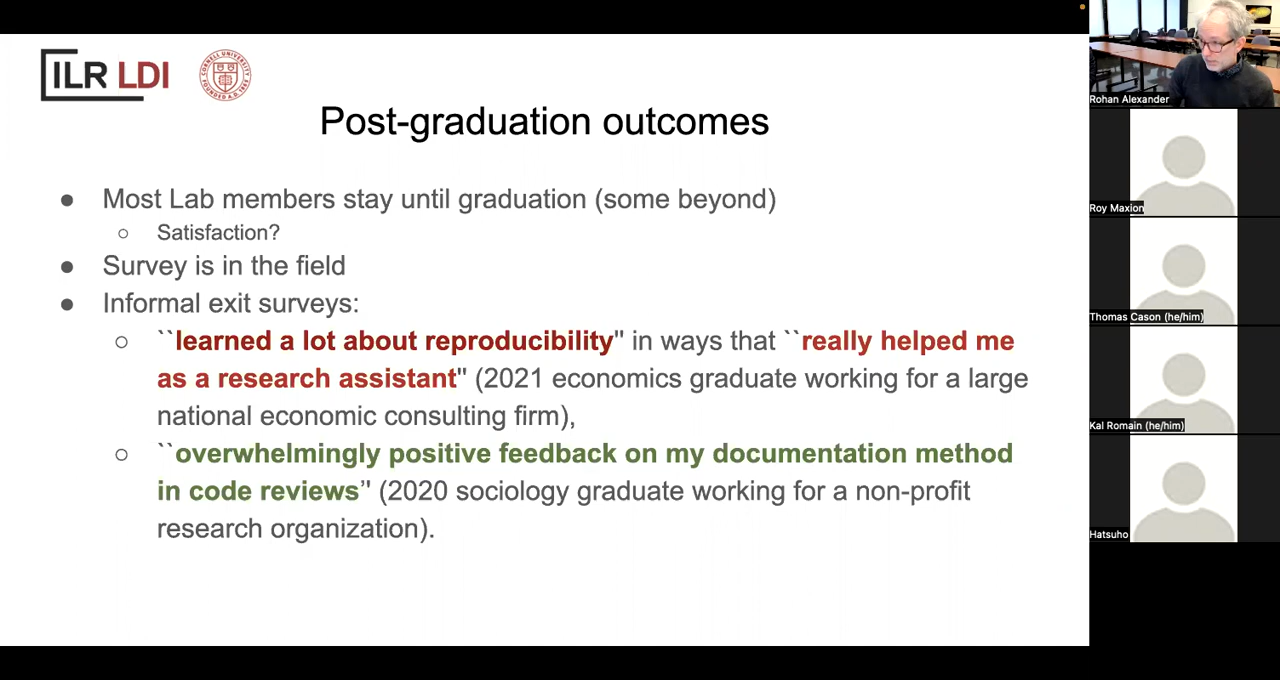 ILR LDI
CORNELL UNIVERSITY
FOUNDED A.D. 1865
Post-graduation outcomes
● Most Lab members stay until graduation (some beyond)
○ Satisfaction?
● Survey is in the field
● Informal exit surveys:
○ ``learned a lot about reproducibility" in ways that ``really helped me
as a research assistant" (2021 economics graduate working for a large
national economic consulting firm),
○ ``overwhelmingly positive feedback on my documentation method
in code reviews'' (2020 sociology graduate working for a non-profit
research organization).
Rohan Alexander
Roy Maxion
Thomas Cason (he/him)
Kal Romain (he/him)
Hatsuho